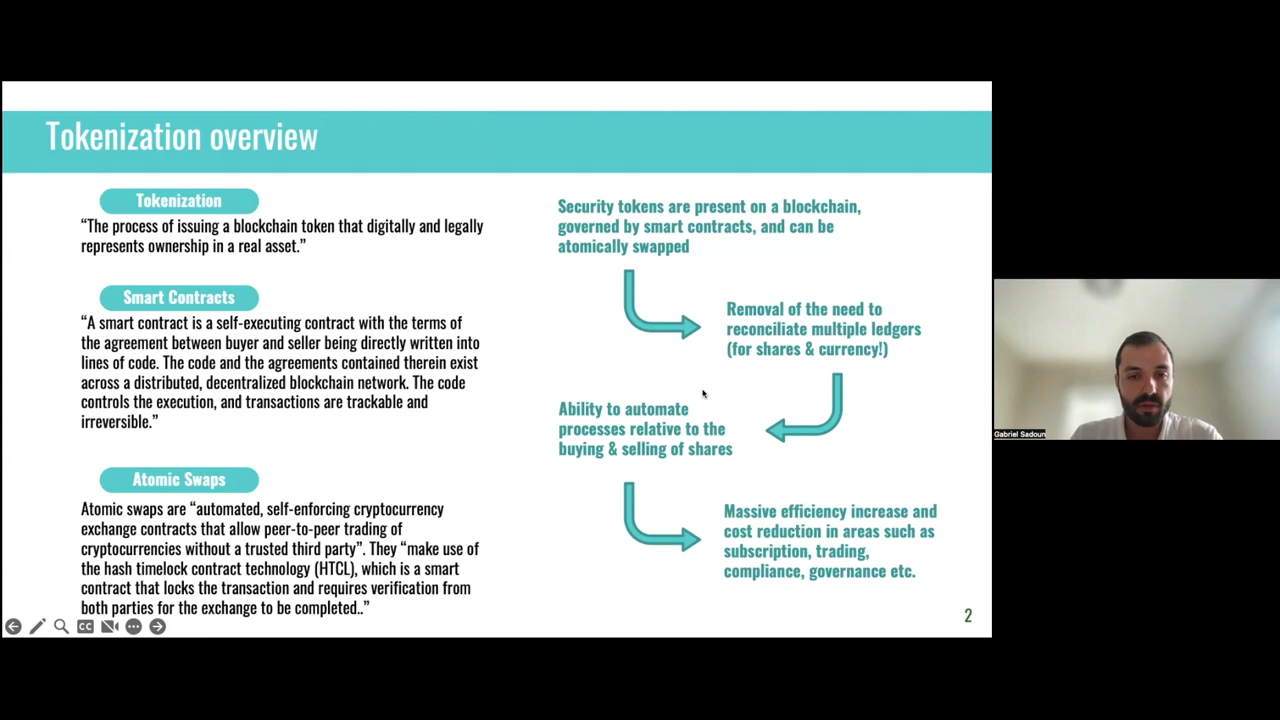 Tokenization overview
Tokenization
“The process of issuing a blockchain token that digitally and legally
represents ownership in a real asset.”
Smart Contracts
“A smart contract is a self-executing contract with the terms of
the agreement between buyer and seller being directly written into
lines of code. The code and the agreements contained therein exist
across a distributed, decentralized blockchain network. The code
controls the execution, and transactions are trackable and
irreversible.”
Atomic Swaps
Atomic swaps are “automated, self-enforcing cryptocurrency
exchange contracts that allow peer-to-peer trading of
cryptocurrencies without a trusted third party”. They “make use of
the hash timelock contract technology (HTCL), which is a smart
contract that locks the transaction and requires verification from
both parties for the exchange to be completed..”
Security tokens are present on a blockchain,
governed by smart contracts, and can be
atomically swapped
Removal of the need to
reconciliate multiple ledgers
(for shares & currency!)
Ability to automate
processes relative to the
buying & selling of shares
Massive efficiency increase and
cost reduction in areas such as
subscription, trading,
compliance, governance etc.
2
CC
Gabriel Sadoun